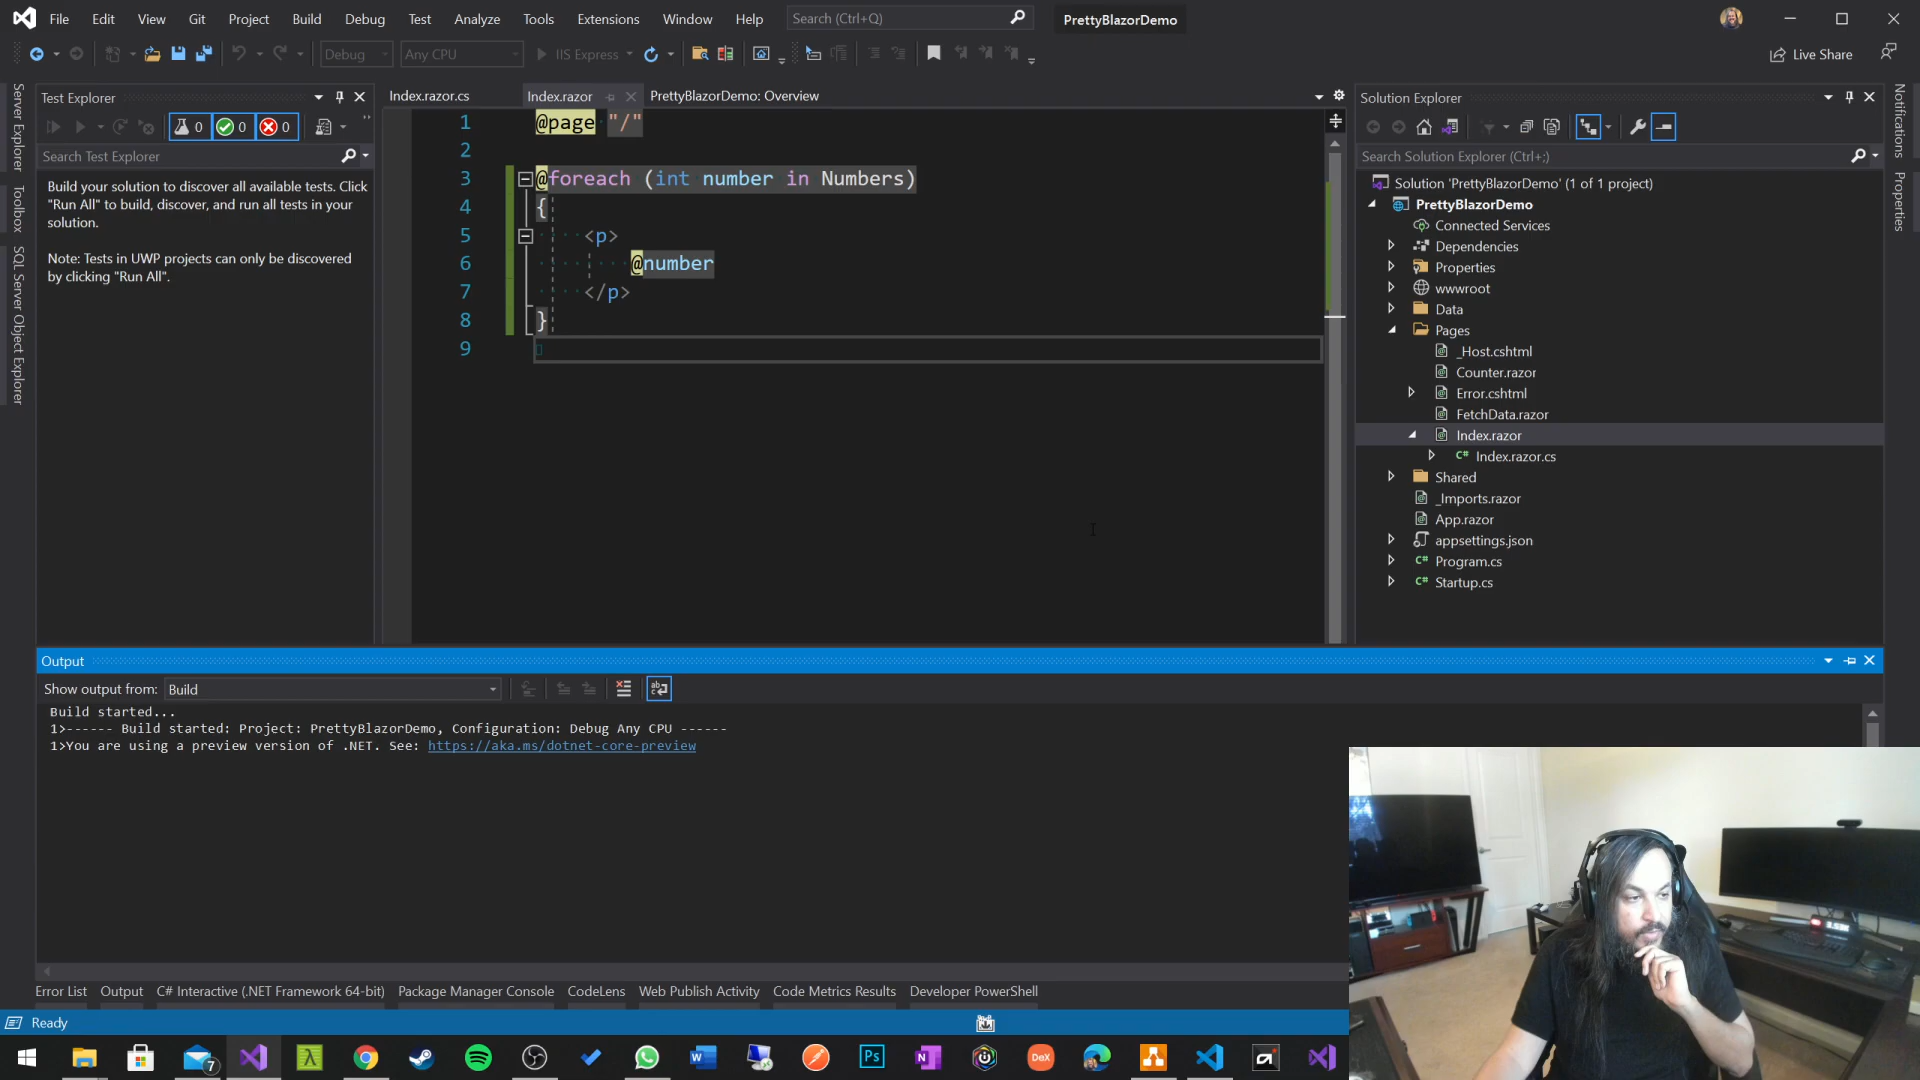 File Edit View Git Project Build Debug Test Analyze Tools Extensions Window Help Search (Ctrl+Q) PrettyBlazorDemo
Debug Any CPU IIS Express Live Share
Server Explorer
Toolbox
SQL Server Object Explorer
Test Explorer
0 0 0
Search Test Explorer
Build your solution to discover all available tests. Click
"Run All" to build, discover, and run all tests in your
solution.
Note: Tests in UWP projects can only be discovered
by clicking "Run All".
Index.razor.cs Index.razor PrettyBlazorDemo: Overview
1 @page "/"
2
3 @foreach (int number in Numbers)
4 {
5 <p>
6 @number
7 </p>
8 }
9
Solution Explorer
Search Solution Explorer (Ctrl+;)
Solution 'PrettyBlazorDemo' (1 of 1 project)
PrettyBlazorDemo
Connected Services
Dependencies
Properties
wwwroot
Data
Pages
_Host.cshtml
Counter.razor
Error.cshtml
FetchData.razor
Index.razor
C# Index.razor.cs
Shared
_Imports.razor
App.razor
appsettings.json
C# Program.cs
C# Startup.cs
Notifications
Properties
Output
Show output from: Build
Build started...
1>------ Build started: Project: PrettyBlazorDemo, Configuration: Debug Any CPU ------
1>You are using a preview version of .NET. See: https://aka.ms/dotnet-core-preview
Error List Output C# Interactive (.NET Framework 64-bit) Package Manager Console CodeLens Web Publish Activity Code Metrics Results Developer PowerShell
Ready
7 W Ps N DeX